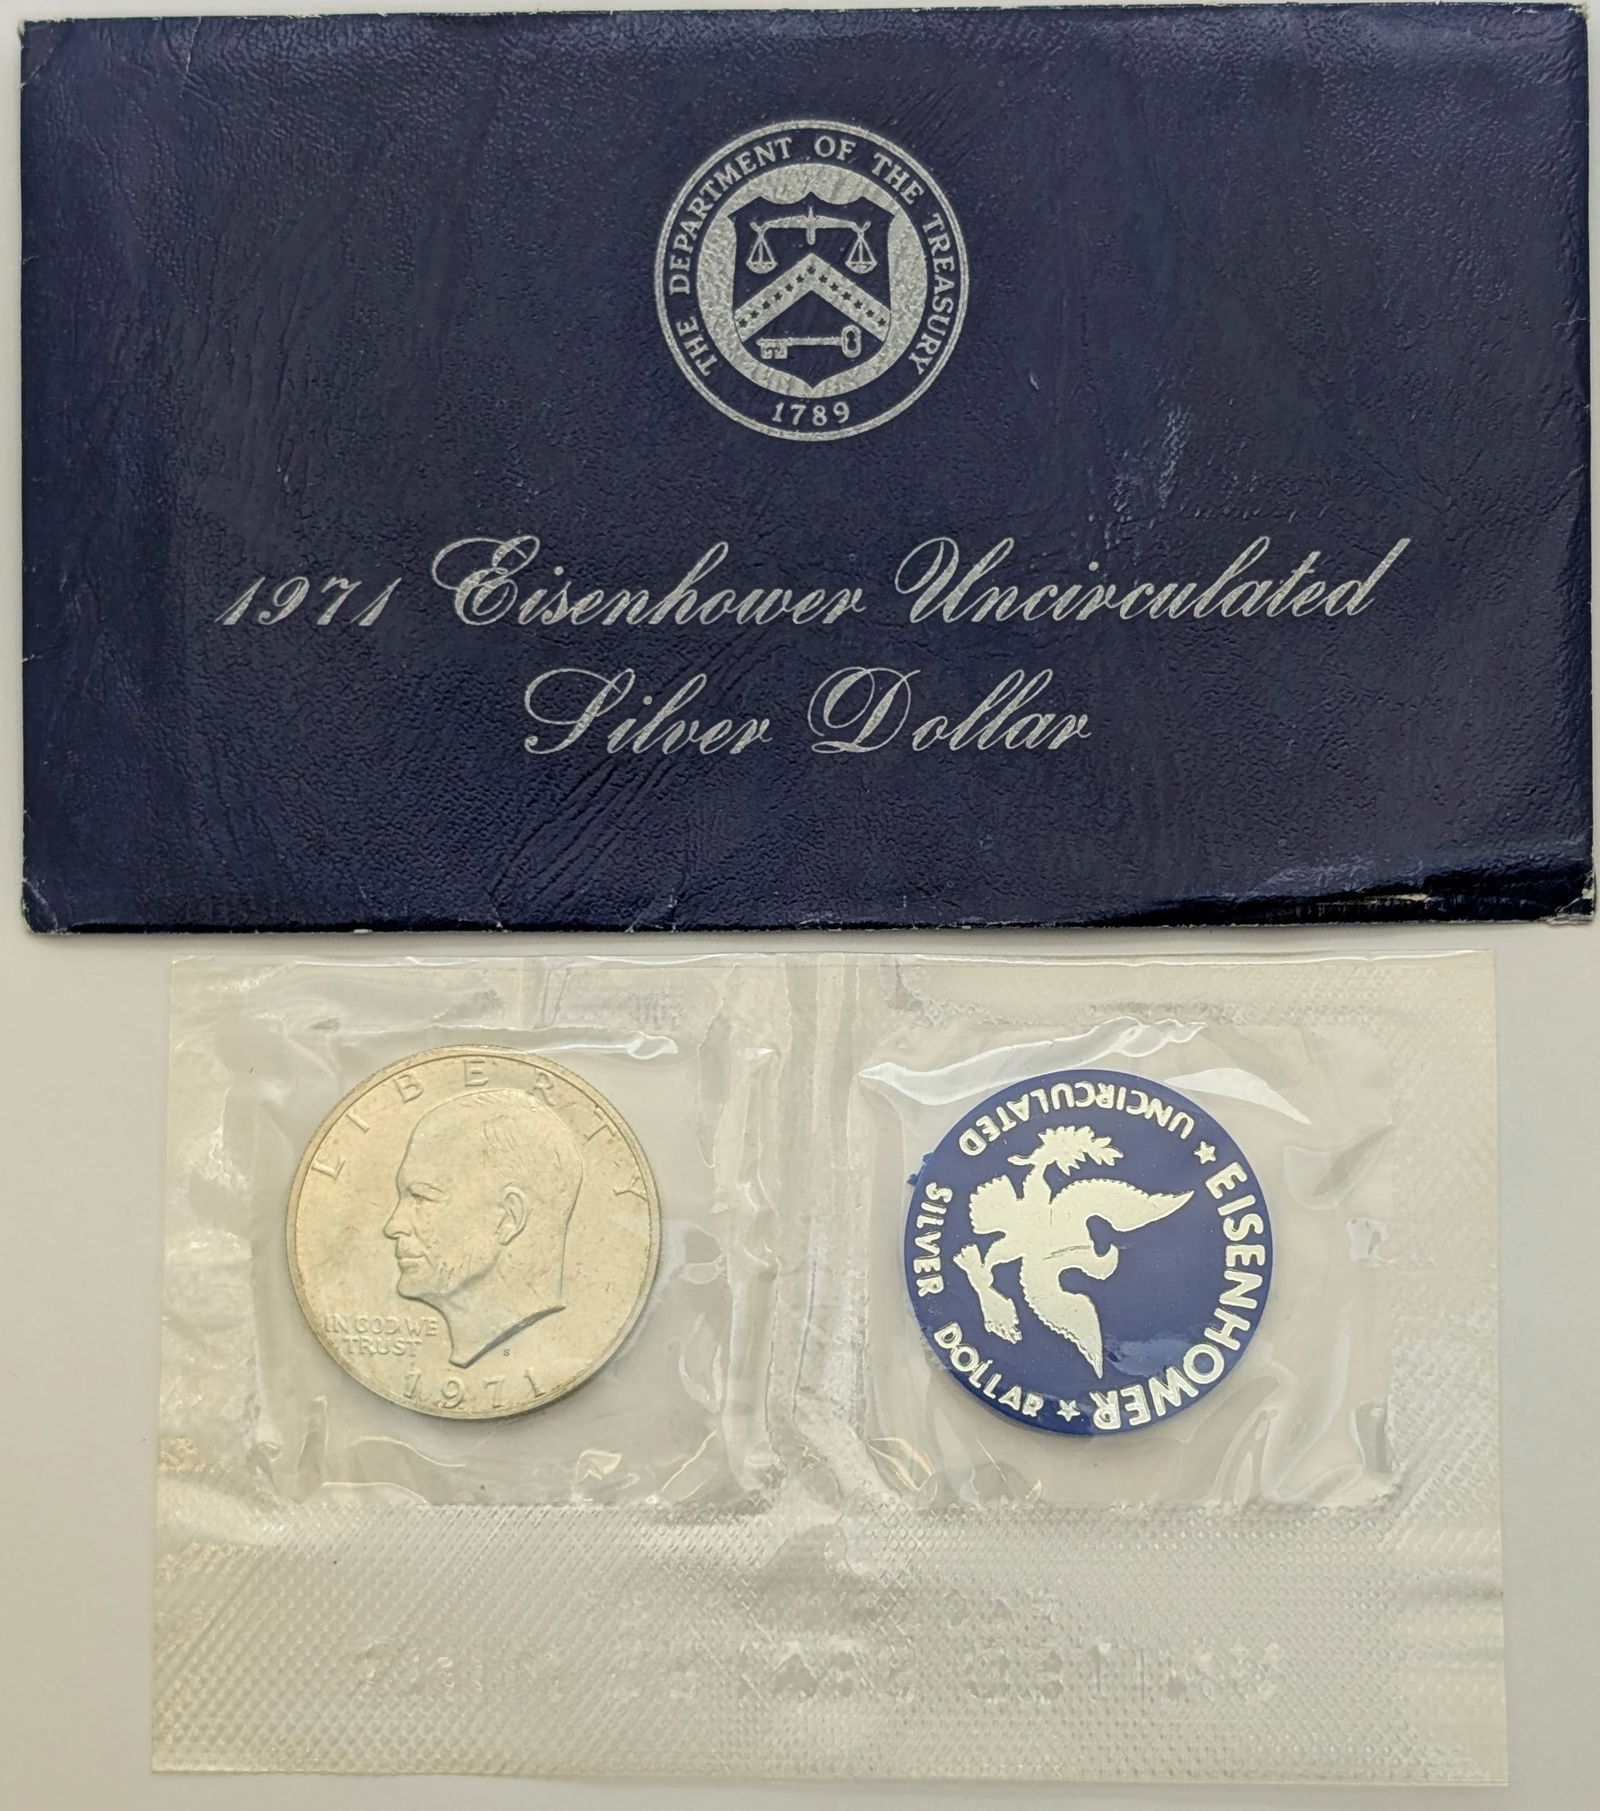 THE DEPARTMENT OF THE TREASURY
1789
1971 Eisenhower Uncirculated
Silver Dollar
LIBERTY
IN GOD WE
TRUST
S
1971
EISENHOWER
UNCIRCULATED
SILVER
DOLLAR